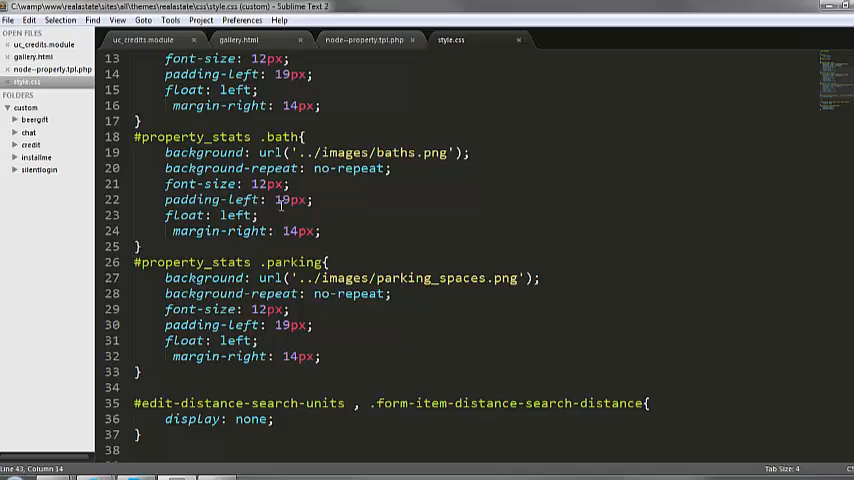 C:\wamp\www\realastate\sites\all\themes\realastate\css\style.css (custom) - Sublime Text 2
File Edit Selection Find View Goto Tools Project Preferences Help
OPEN FILES
uc_credits.module
gallery.html
node--property.tpl.php
style.css
FOLDERS
custom
beergift
chat
credit
installme
silentlogin
uc_credits.module gallery.html node--property.tpl.php style.css
13 font-size: 12px;
14 padding-left: 19px;
15 float: left;
16 margin-right: 14px;
17 }
18 #property_stats .bath{
19 background: url('../images/baths.png');
20 background-repeat: no-repeat;
21 font-size: 12px;
22 padding-left: 19px;
23 float: left;
24 margin-right: 14px;
25 }
26 #property_stats .parking{
27 background: url('../images/parking_spaces.png');
28 background-repeat: no-repeat;
29 font-size: 12px;
30 padding-left: 19px;
31 float: left;
32 margin-right: 14px;
33 }
34
35 #edit-distance-search-units , .form-item-distance-search-distance{
36 display: none;
37 }
38
Line 43, Column 14 Tab Size: 4